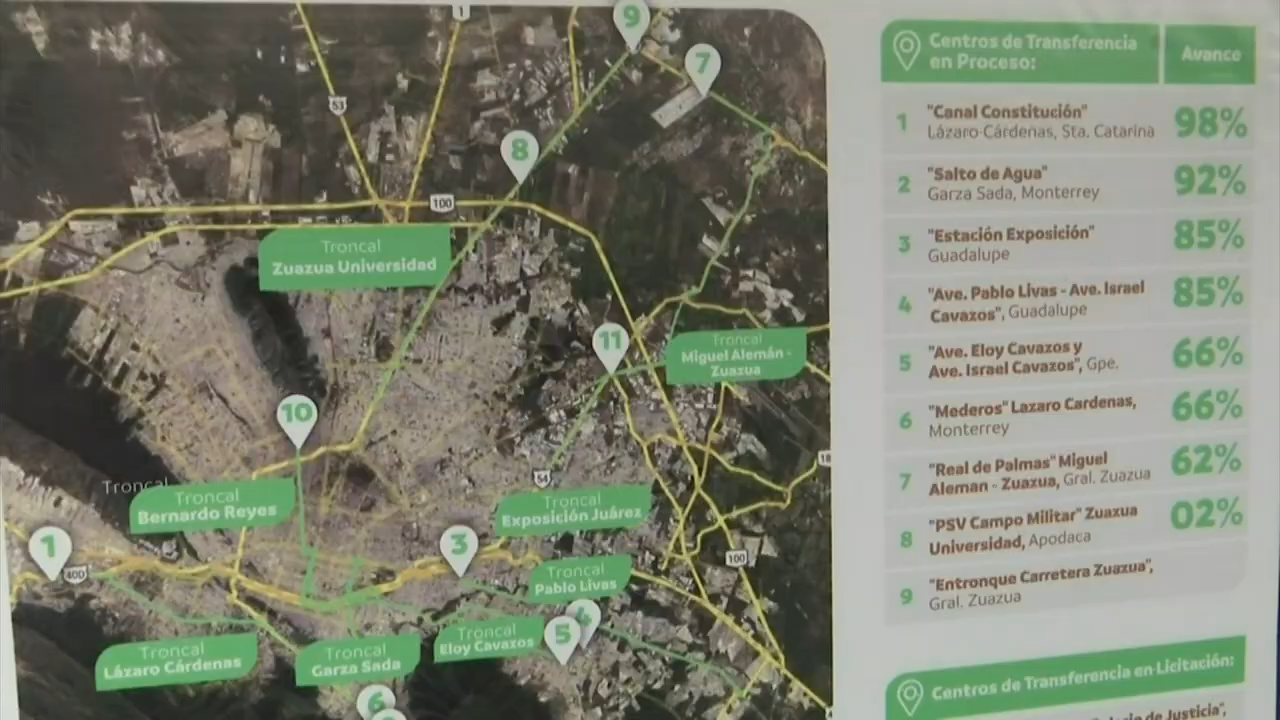 9
1
7
53
8
100
Troncal
Zuazua Universidad
11
Troncal
Miguel Alemán -
Zuazua
10
18
54
Troncal
Troncal
Bernardo Reyes
Troncal
Exposición Juárez
1
400
3
100
Troncal
Pablo Livas
4
5
Troncal
Eloy Cavazos
Troncal
Lázaro Cárdenas
Troncal
Garza Sada
6
Centros de Transferencia
en Proceso:
Avance
1 "Canal Constitución"
Lázaro Cárdenas, Sta. Catarina
98%
2 "Salto de Agua"
Garza Sada, Monterrey
92%
3 "Estación Exposición"
Guadalupe
85%
4 "Ave. Pablo Livas - Ave. Israel
Cavazos", Guadalupe
85%
5 "Ave. Eloy Cavazos y
Ave. Israel Cavazos", Gpe.
66%
6 "Mederos" Lazaro Cardenas,
Monterrey
66%
7 "Real de Palmas" Miguel
Aleman - Zuazua, Gral. Zuazua
62%
8 "PSV Campo Militar" Zuazua
Universidad, Apodaca
02%
9 "Entronque Carretera Zuazua",
Gral. Zuazua
Centros de Transferencia en Licitación:
de Justicia",